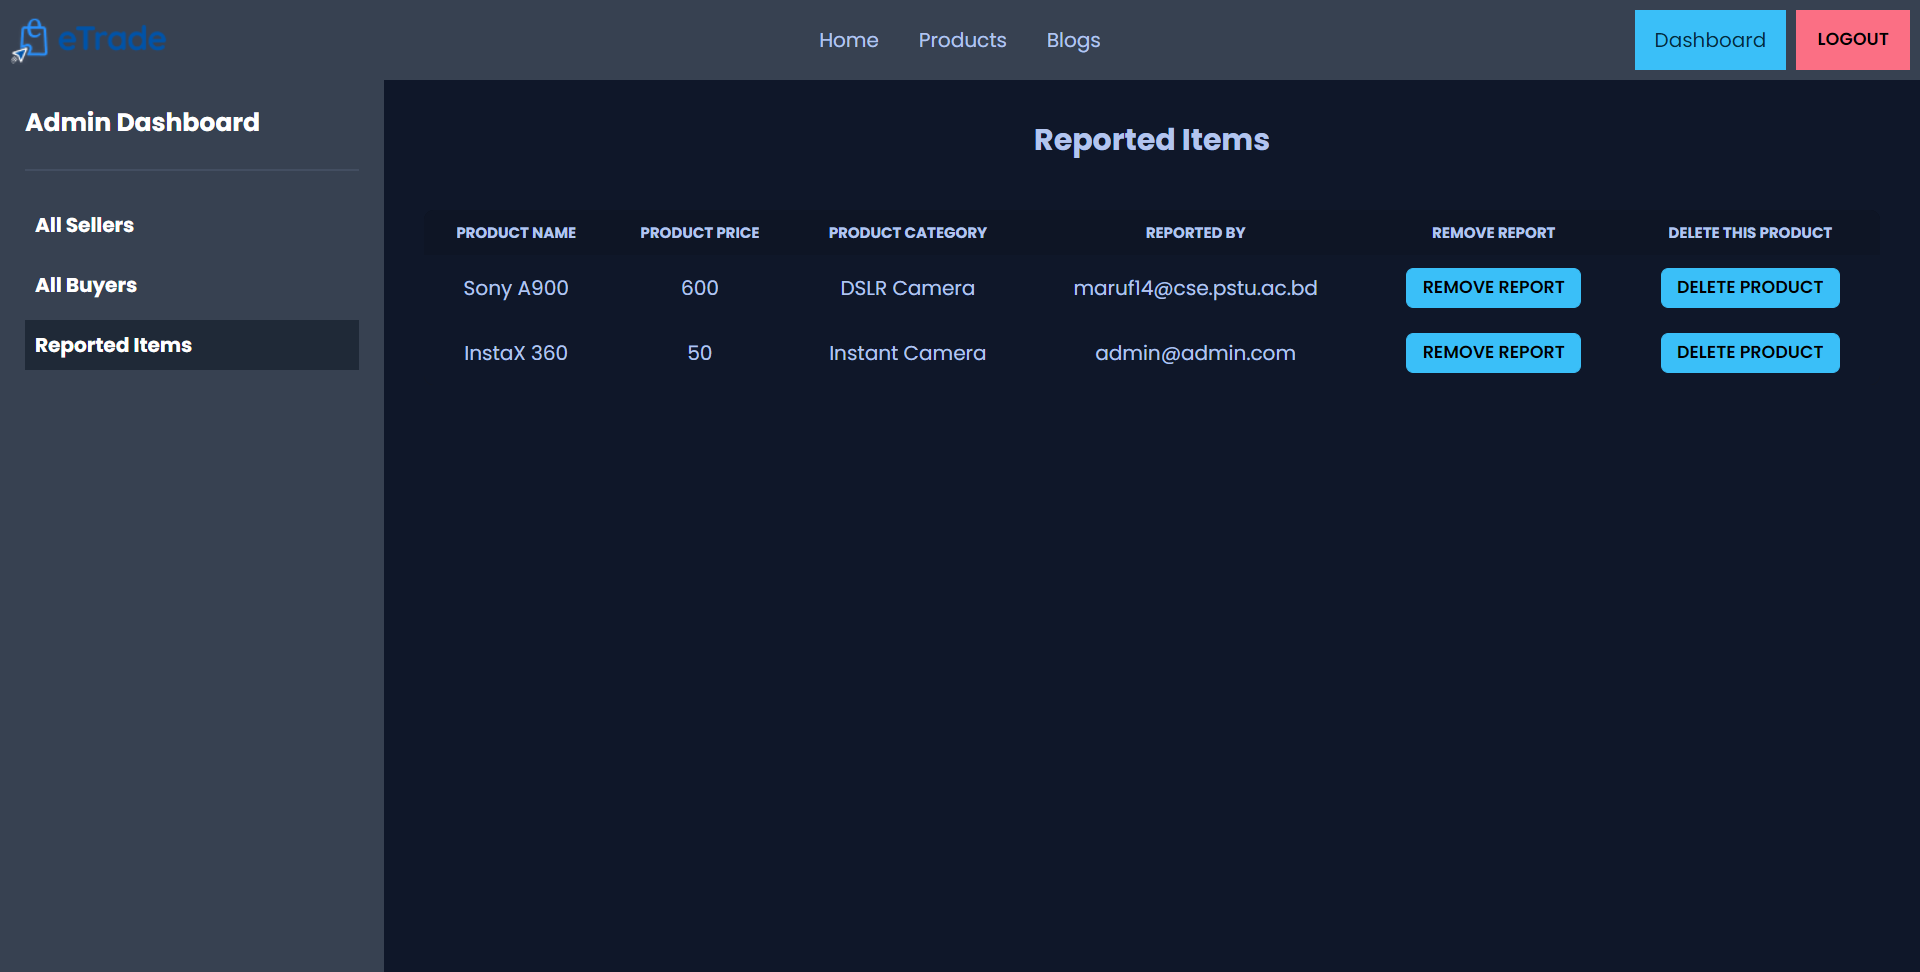 eTrade
Home Products Blogs
Dashboard LOGOUT
Admin Dashboard
All Sellers
All Buyers
Reported Items
Reported Items
PRODUCT NAME PRODUCT PRICE PRODUCT CATEGORY REPORTED BY REMOVE REPORT DELETE THIS PRODUCT
Sony A900 600 DSLR Camera maruf14@cse.pstu.ac.bd REMOVE REPORT DELETE PRODUCT
InstaX 360 50 Instant Camera admin@admin.com REMOVE REPORT DELETE PRODUCT